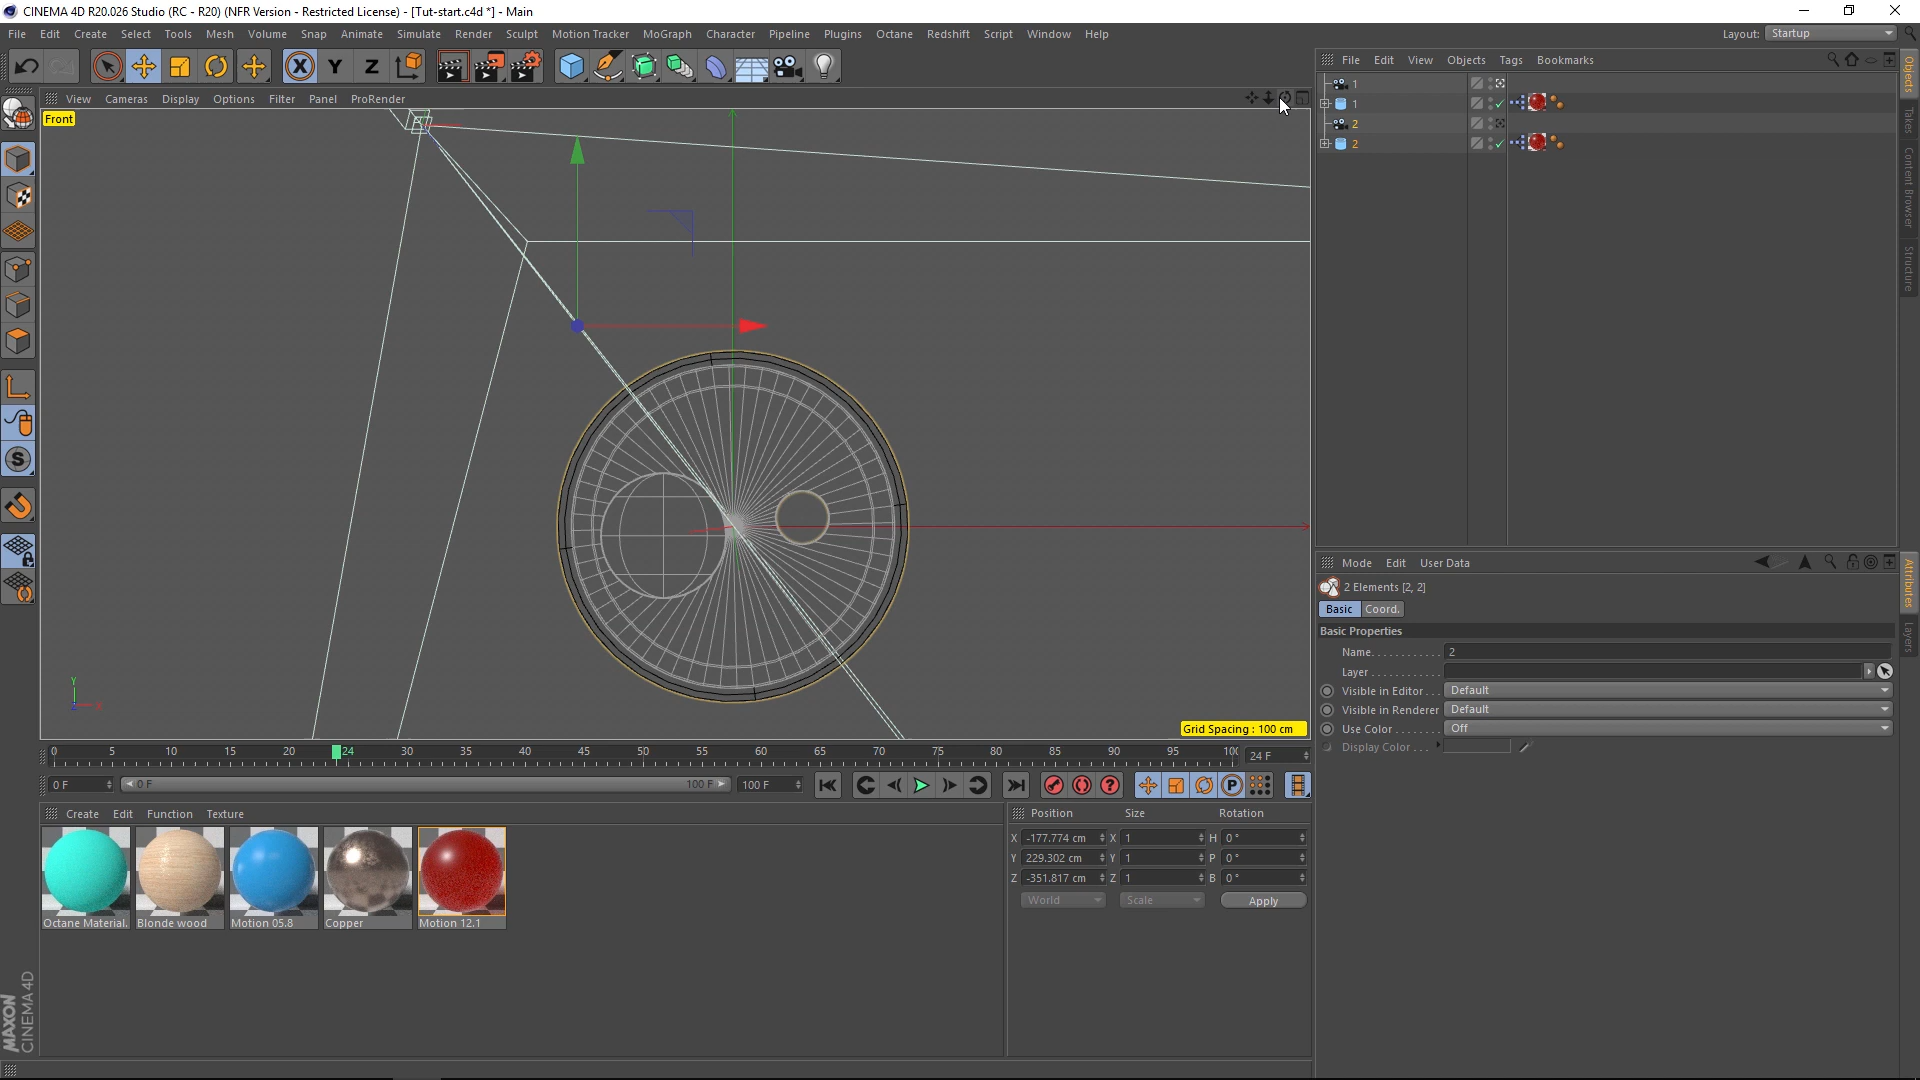 CINEMA 4D R20.026 Studio (RC - R20) (NFR Version - Restricted License) - [Tut-start.c4d *] - Main
File Edit Create Select Tools Mesh Volume Snap Animate Simulate Render Sculpt Motion Tracker MoGraph Character Pipeline Plugins Octane Redshift Script Window Help
Layout: Startup
X Y Z
File Edit View Objects Tags Bookmarks
View Cameras Display Options Filter Panel ProRender
Front
1
1
2
2
Objects
Takes
Content Browser
Structure
Mode Edit User Data
2 Elements [2, 2]
Basic Coord.
Basic Properties
Name 2
Layer
Visible in Editor Default
Visible in Renderer Default
Use Color Off
Display Color
Attributes
Layers
Y
X
Z
Grid Spacing : 100 cm
0 5 10 15 20 24 30 35 40 45 50 55 60 65 70 75 80 85 90 95 100
24 F
0 F
0 F
100 F
100 F
Create Edit Function Texture
Octane Material. Blonde wood Motion 05.8 Copper Motion 12.1
Position Size Rotation
X -177.774 cm X 1 H 0 °
Y 229.302 cm Y 1 P 0 °
Z -351.817 cm Z 1 B 0 °
World Scale Apply
MAXON
CINEMA 4D